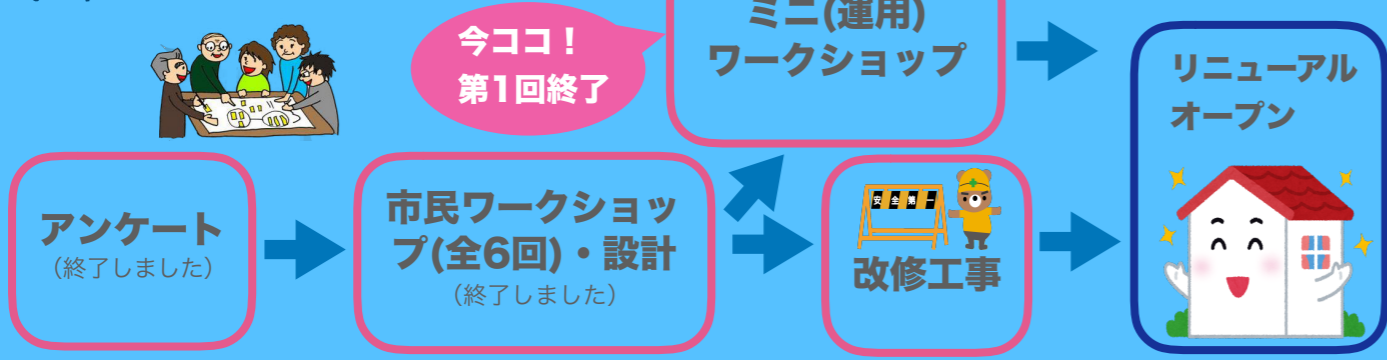 今ココ！
第1回終了
ミニ(運用)
ワークショップ
リニューアル
オープン
アンケート
（終了しました）
市民ワークショッ
プ(全6回)・設計
（終了しました）
安全第一
改修工事